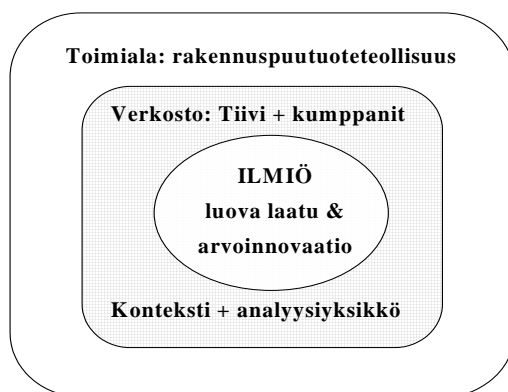 Toimiala: rakennuspuutuoteteollisuus
Verkosto: Tiivi + kumppanit
ILMIÖ
luova laatu &
arvoinnovaatio
Konteksti + analyysiyksikkö